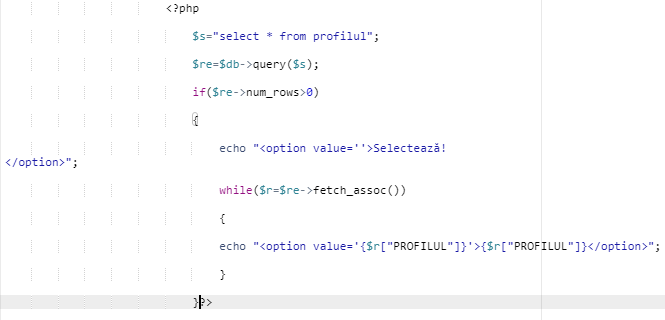 <?php
$s="select * from profilul";
$re=$db->query($s);
if($re->num_rows>0)
{
echo "<option value=''>Selectează!
</option>";
while($r=$re->fetch_assoc())
{
echo "<option value='{$r["PROFILUL"]}'>{$r["PROFILUL"]}</option>";
}
}?>